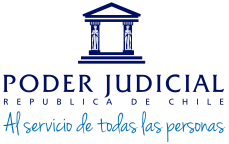 PODER JUDICIAL
REPUBLICA DE CHILE
Al servicio de todas las personas